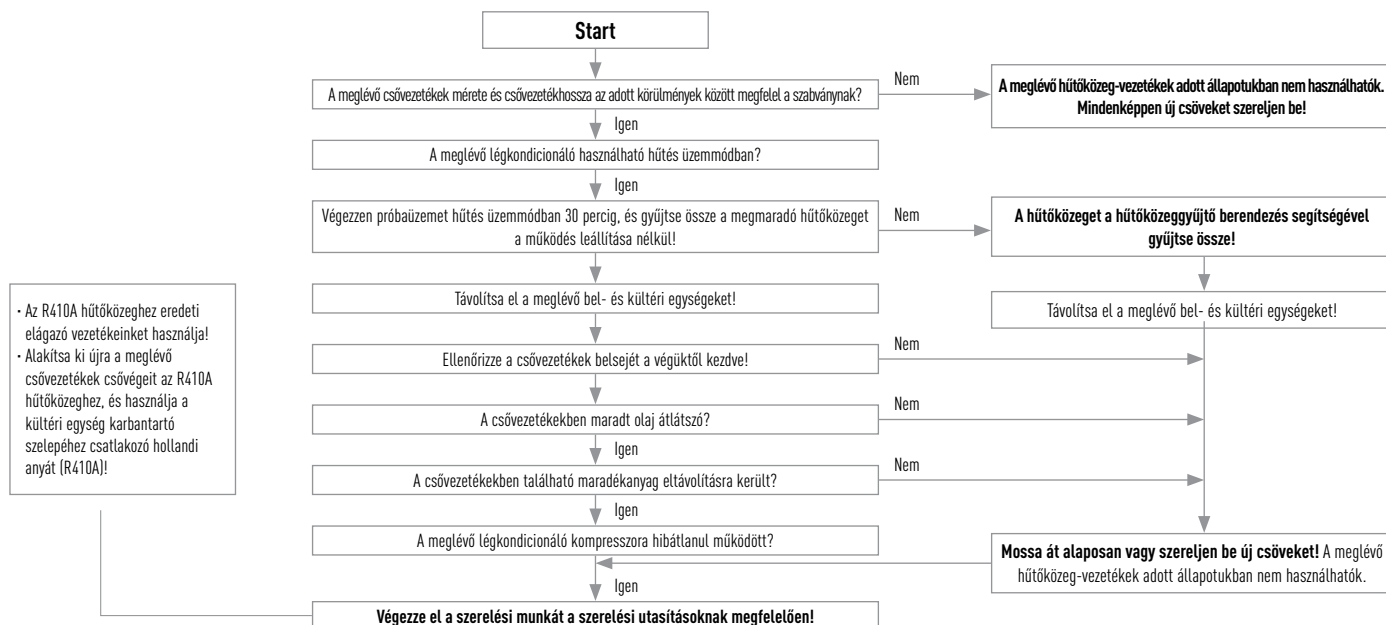 Start
A meglévő csővezetékek mérete és csővezetékhossza az adott körülmények között megfelel a szabványnak?
Nem
A meglévő hűtőközeg-vezetékek adott állapotukban nem használhatók.
Mindenképpen új csöveket szereljen be!
Igen
A meglévő légkondicionáló használható hűtés üzemmódban?
Igen
Végezzen próbaüzemet hűtés üzemmódban 30 percig, és gyűjtse össze a megmaradó hűtőközeget
a működés leállítása nélkül!
Nem
A hűtőközeget a hűtőközeggyűjtő berendezés segítségével
gyűjtse össze!
Távolítsa el a meglévő bel- és kültéri egységeket!
Távolítsa el a meglévő bel- és kültéri egységeket!
· Az R410A hűtőközeghez eredeti
elágazó vezetékeinket használja!
· Alakítsa ki újra a meglévő
csővezetékek csővégeit az R410A
hűtőközeghez, és használja a
kültéri egység karbantartó
szelepéhez csatlakozó hollandi
anyát (R410A)!
Ellenőrizze a csővezetékek belsejét a végüktől kezdve!
Nem
A csővezetékekben maradt olaj átlátszó?
Nem
Igen
A csővezetékekben található maradékanyag eltávolításra került?
Nem
Igen
A meglévő légkondicionáló kompresszora hibátlanul működött?
Mossa át alaposan vagy szereljen be új csöveket! A meglévő
hűtőközeg-vezetékek adott állapotukban nem használhatók.
Igen
Végezze el a szerelési munkát a szerelési utasításoknak megfelelően!